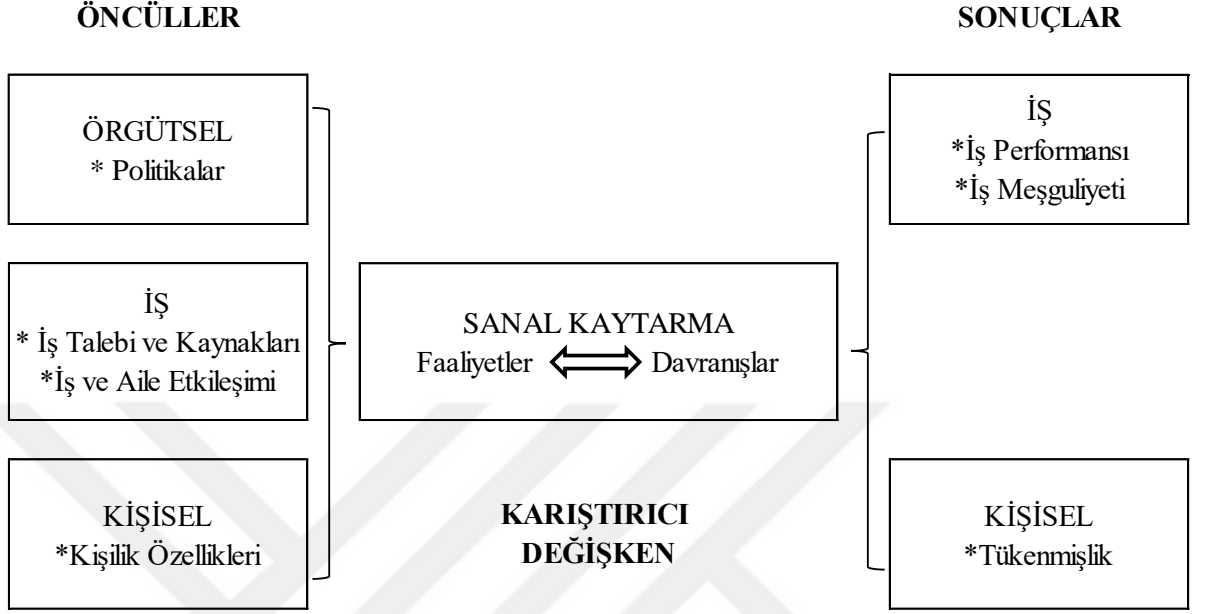 ÖNCÜLLER
ÖRGÜTSEL
* Politikalar
İŞ
* İş Talebi ve Kaynakları
*İş ve Aile Etkileşimi
KİŞİSEL
*Kişilik Özellikleri
SANAL KAYTARMA
Faaliyetler Davranışlar
KARIŞTIRICI
DEĞİŞKEN
SONUÇLAR
İŞ
*İş Performansı
*İş Meşguliyeti
KİŞİSEL
*Tükenmişlik